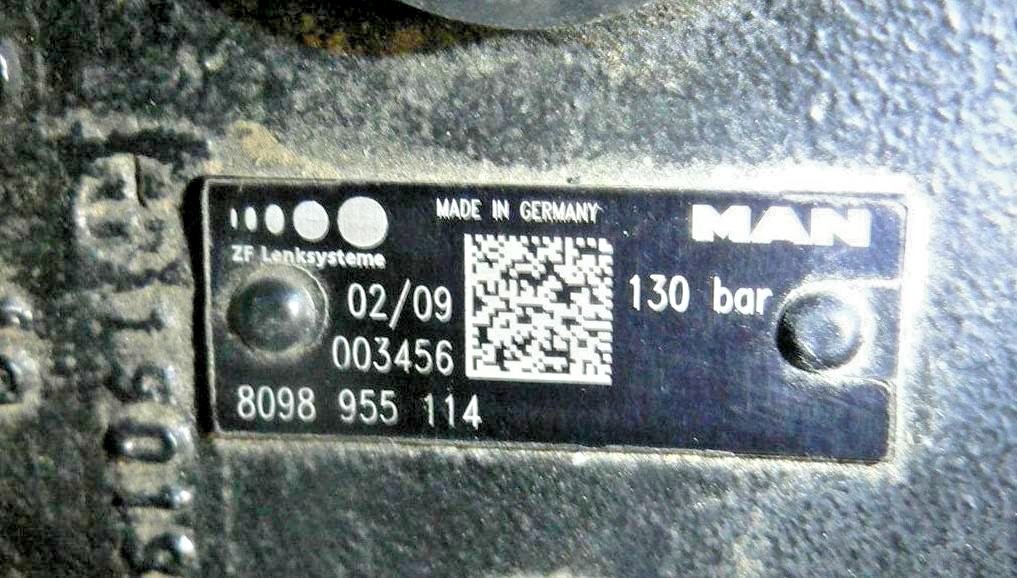 MADE IN GERMANY
MAN
ZF Lenksysteme
02/09
130 bar
003456
8098 955 114